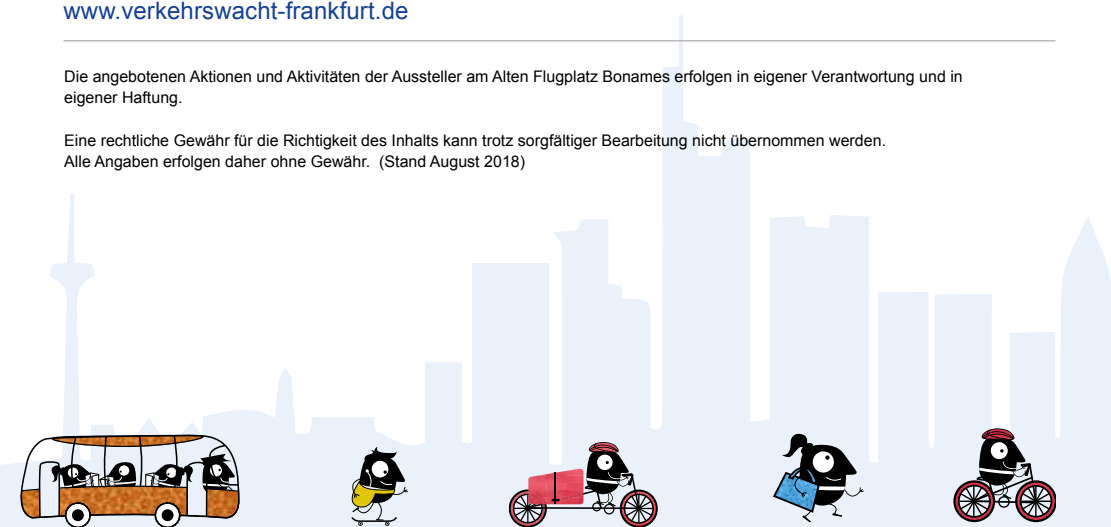 www.verkehrswacht-frankfurt.de
Die angebotenen Aktionen und Aktivitäten der Aussteller am Alten Flugplatz Bonames erfolgen in eigener Verantwortung und in
eigener Haftung.
Eine rechtliche Gewähr für die Richtigkeit des Inhalts kann trotz sorgfältiger Bearbeitung nicht übernommen werden.
Alle Angaben erfolgen daher ohne Gewähr. (Stand August 2018)